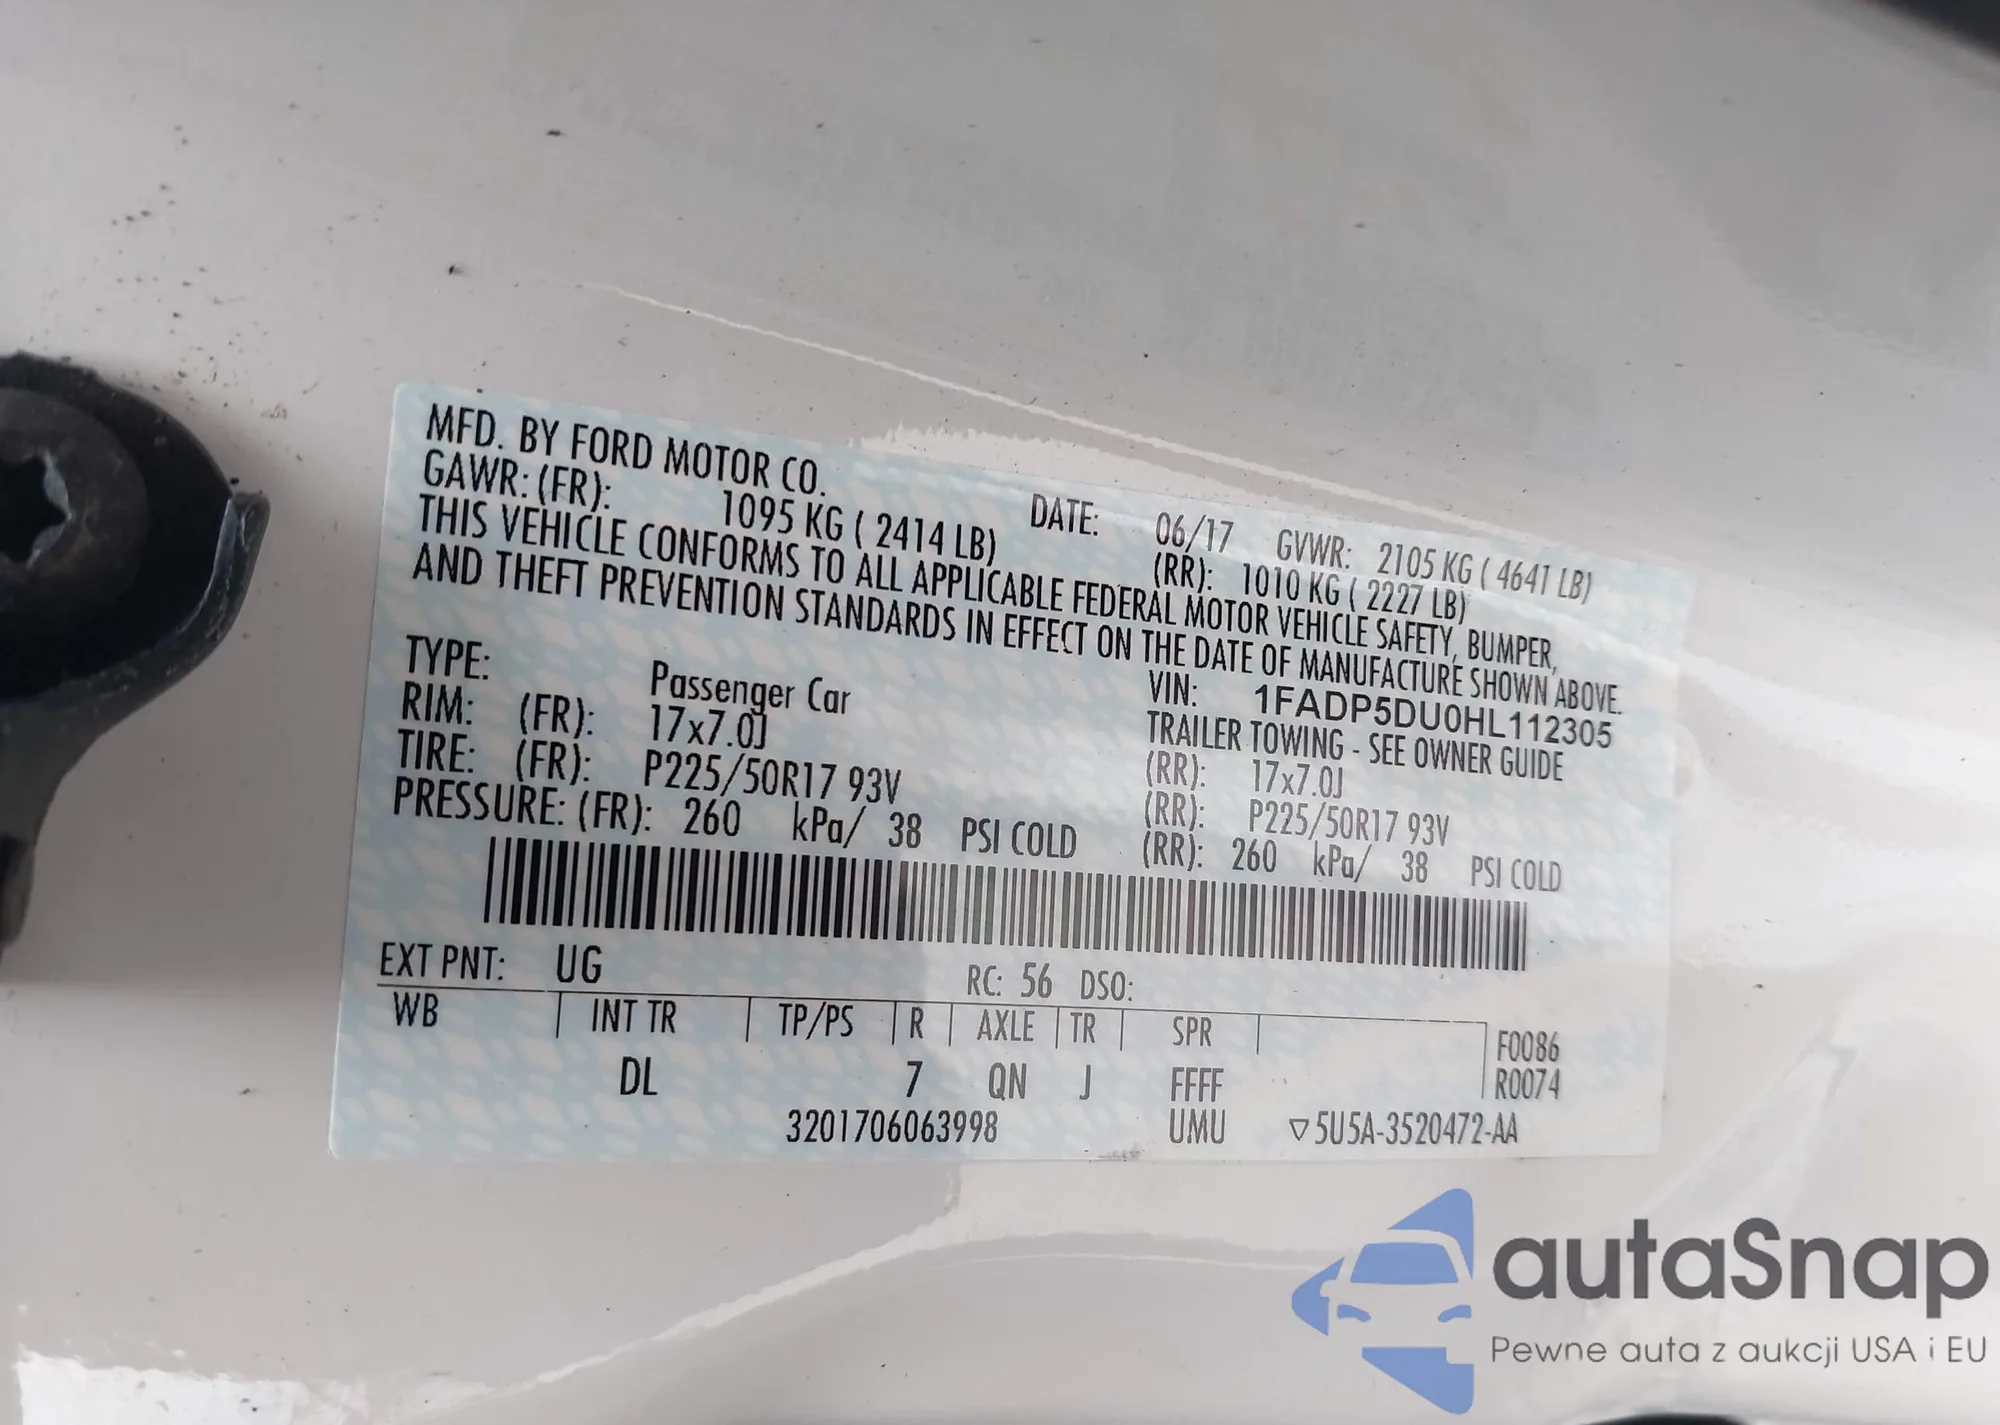 MFD. BY FORD MOTOR CO.
DATE: 06/17 GVWR: 2105 KG ( 4641 LB)
GAWR: (FR): 1095 KG ( 2414 LB) (RR): 1010 KG ( 2227 LB)
THIS VEHICLE CONFORMS TO ALL APPLICABLE FEDERAL MOTOR VEHICLE SAFETY, BUMPER,
AND THEFT PREVENTION STANDARDS IN EFFECT ON THE DATE OF MANUFACTURE SHOWN ABOVE.
VIN: 1FADP5DU0HL112305
TYPE: Passenger Car TRAILER TOWING - SEE OWNER GUIDE
RIM: (FR): 17x7.0J (RR): 17x7.0J
TIRE: (FR): P225/50R17 93V (RR): P225/50R17 93V
PRESSURE: (FR): 260 kPa/ 38 PSI COLD (RR): 260 kPa/ 38 PSI COLD
EXT PNT: UG RC: 56 DSO:
WB INT TR TP/PS R AXLE TR SPR F0086
DL 7 QN J FFFF R0074
3201706063998 UMU ▽5U5A-3520472-AA
autaSnap
Pewne auta z aukcji USA i EU